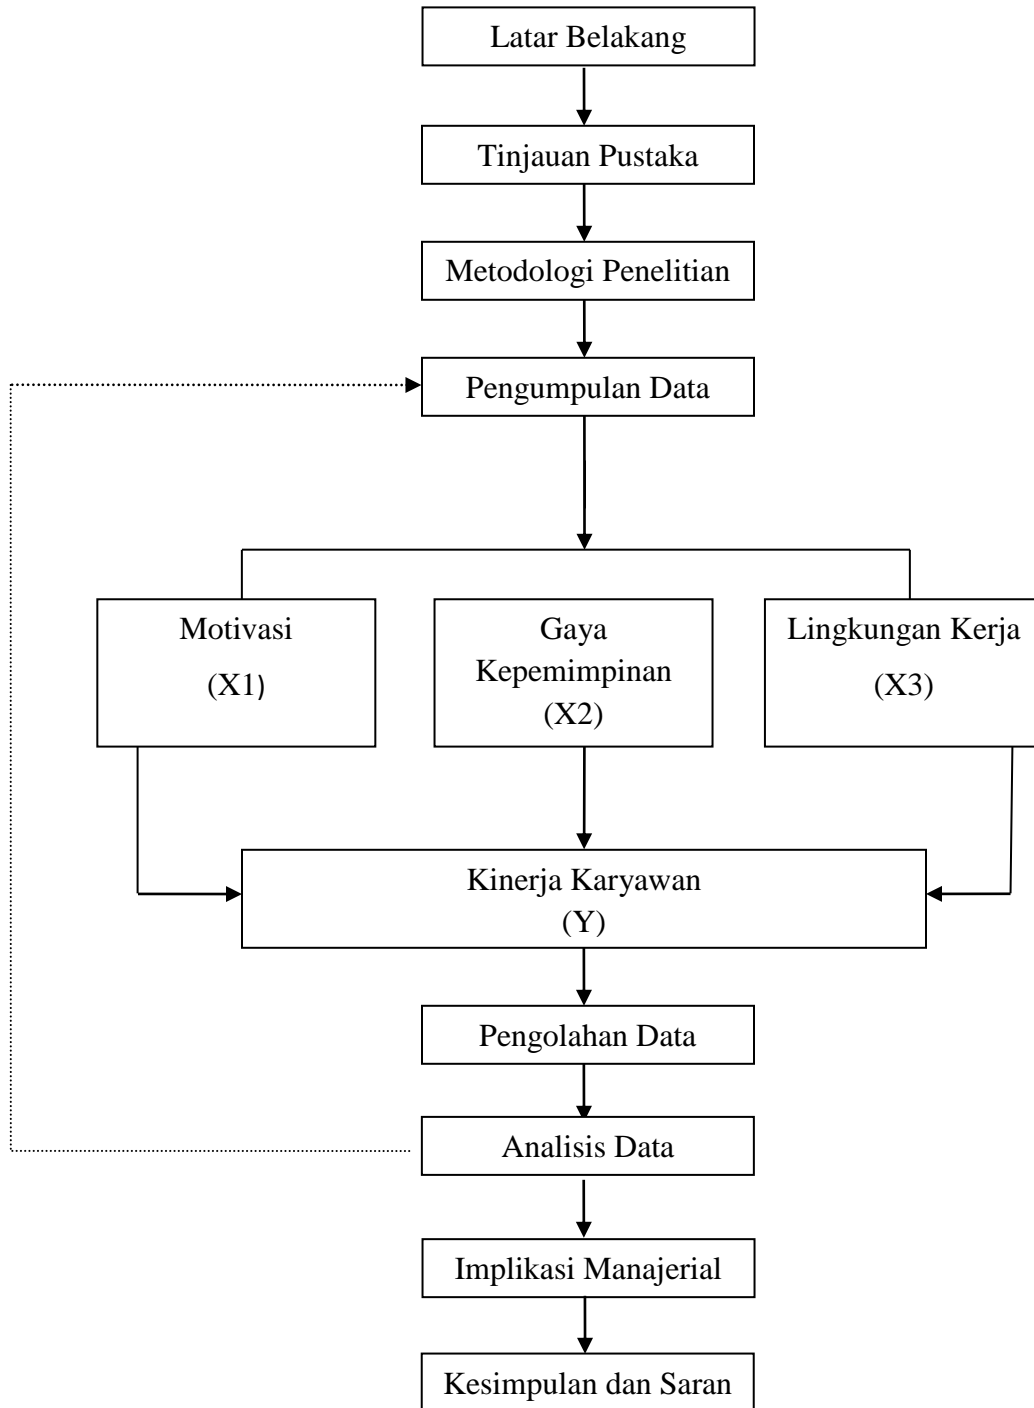 Latar Belakang
Tinjauan Pustaka
Metodologi Penelitian
Pengumpulan Data
Motivasi
(X1)
Gaya
Kepemimpinan
(X2)
Lingkungan Kerja
(X3)
Kinerja Karyawan
(Y)
Pengolahan Data
Analisis Data
Implikasi Manajerial
Kesimpulan dan Saran